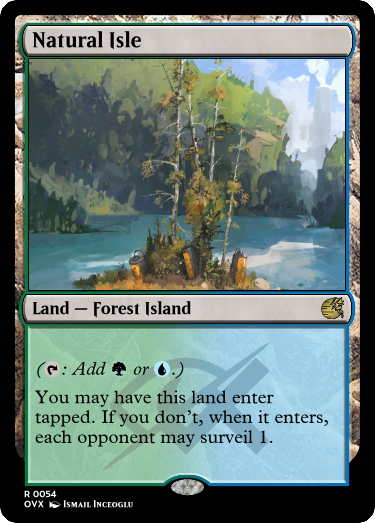 Natural Isle
Land — Forest Island
(: Add or .)
You may have this land enter
tapped. If you don't, when it enters,
each opponent may surveil 1.
R 0054
OVX Ismail Inceoglu